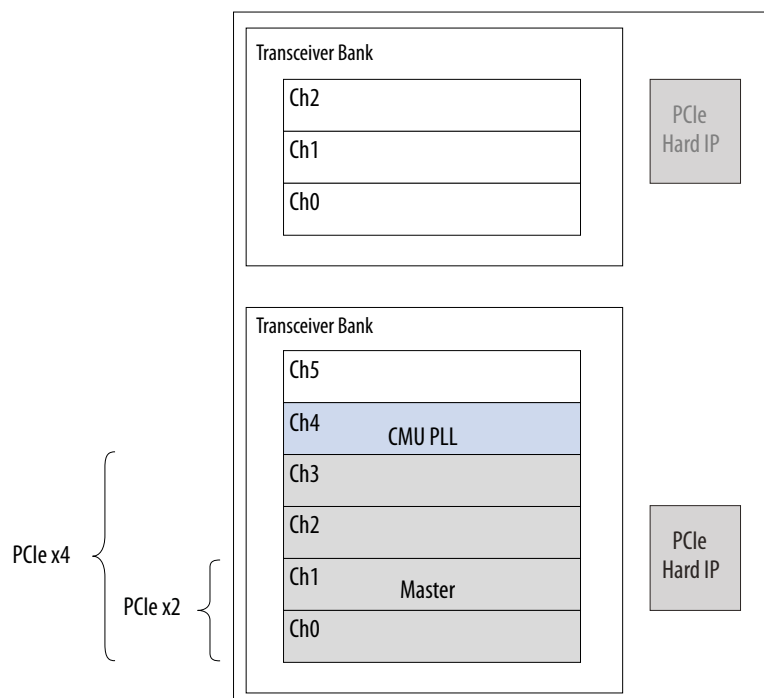 Transceiver Bank
Ch2
Ch1
Ch0
PCIe
Hard IP
Transceiver Bank
Ch5
Ch4
CMU PLL
Ch3
Ch2
Ch1
Master
Ch0
PCIe
Hard IP
PCIe x4
PCIe x2